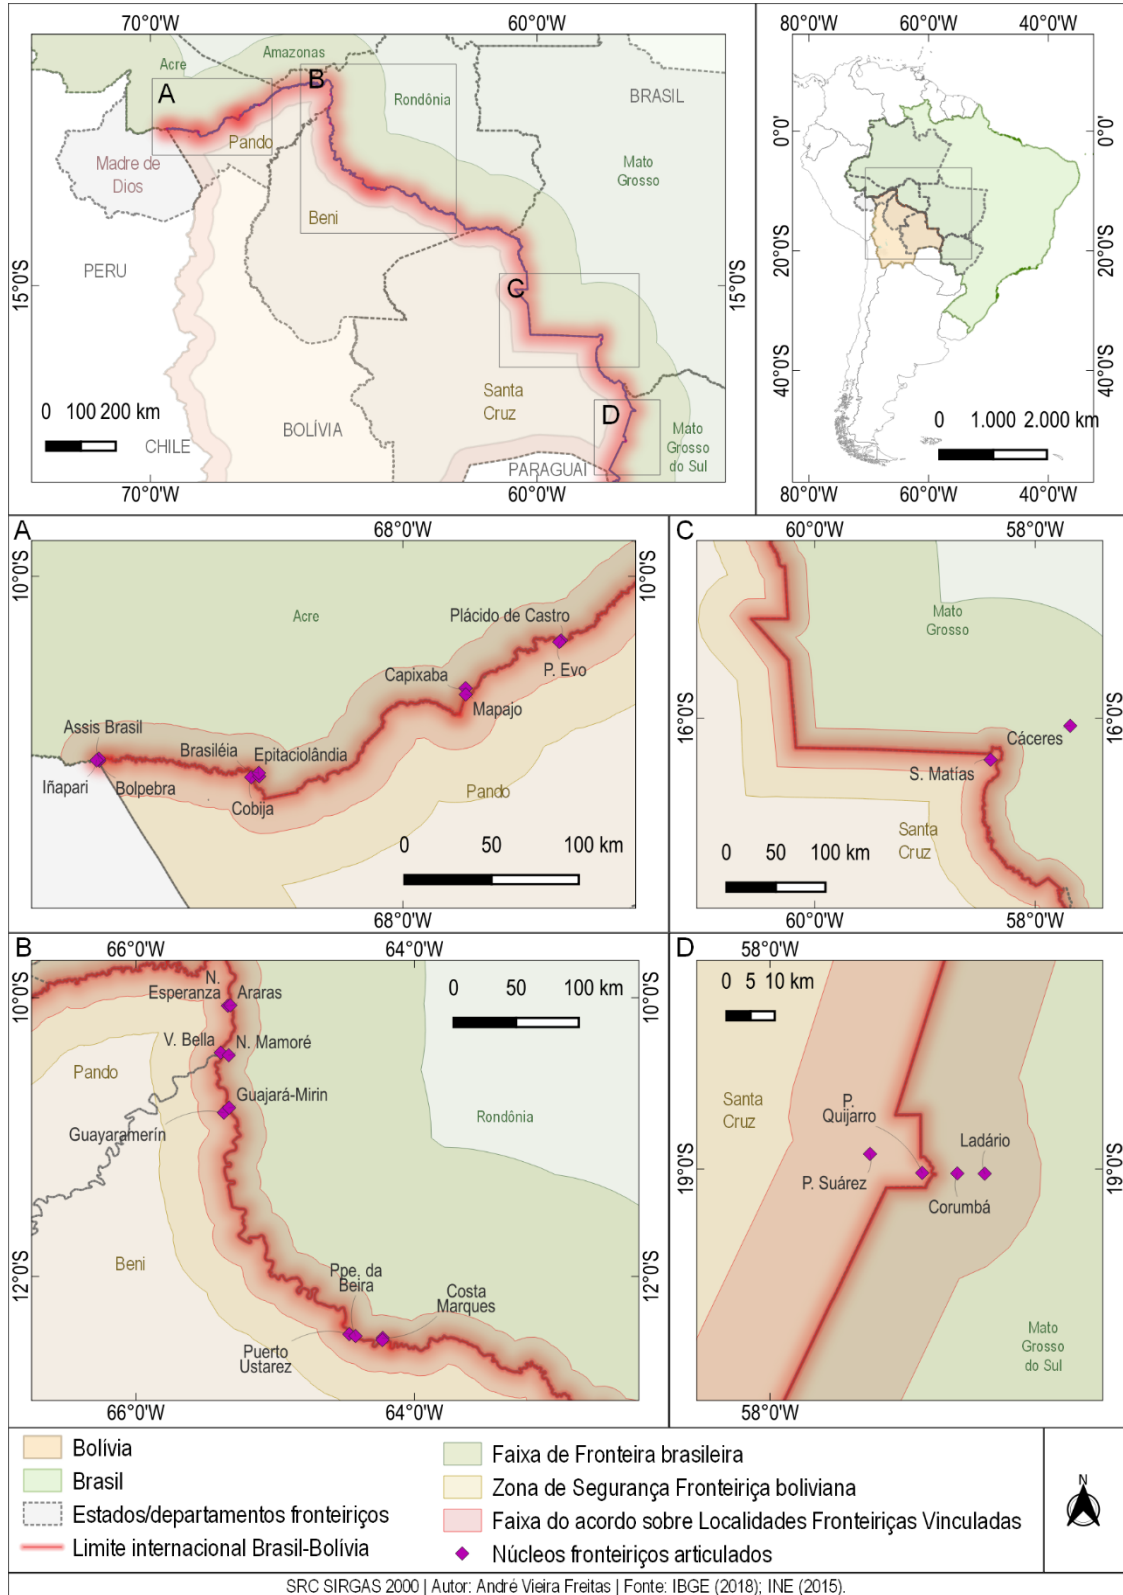 70°0'W
60°0'W
Acre
Amazonas
A
B
Rondônia
BRASIL
Pando
Madre de
Dios
Mato
Grosso
Beni
PERU
15°0'S
C
Santa
Cruz
D
0 100 200 km
CHILE
BOLÍVIA
PARAGUAI
Mato
Grosso
do Sul
70°0'W
60°0'W
80°0'W
60°0'W
40°0'W
0°0'
0°0'
20°0'S
20°0'S
40°0'S
40°0'S
0 1.000 2.000 km
80°0'W
60°0'W
40°0'W
A
68°0'W
10°0'S
10°0'S
Acre
Plácido de Castro
Capixaba
P. Evo
Mapajo
Assis Brasil
Brasiléia
Epitaciolândia
Iñapari
Bolpebra
Cobija
Pando
0 50 100 km
68°0'W
C
60°0'W
58°0'W
Mato
Grosso
16°0'S
16°0'S
Cáceres
S. Matías
Santa
Cruz
0 50 100 km
60°0'W
58°0'W
B
66°0'W
64°0'W
N.
Esperanza
Araras
0 50 100 km
10°0'S
10°0'S
V. Bella
N. Mamoré
Pando
Guajará-Mirin
Guayaramerín
Rondônia
Beni
12°0'S
12°0'S
Ppe. da
Beira
Costa
Marques
Puerto
Ustarez
66°0'W
64°0'W
D
58°0'W
0 5 10 km
Santa
Cruz
P.
Quijarro
Ladário
19°0'S
19°0'S
P. Suárez
Corumbá
Mato
Grosso
do Sul
58°0'W
Bolívia
Brasil
Estados/departamentos fronteiriços
Limite internacional Brasil-Bolívia
Faixa de Fronteira brasileira
Zona de Segurança Fronteiriça boliviana
Faixa do acordo sobre Localidades Fronteiriças Vinculadas
Núcleos fronteiriços articulados
N
SRC SIRGAS 2000 | Autor: André Vieira Freitas | Fonte: IBGE (2018); INE (2015).